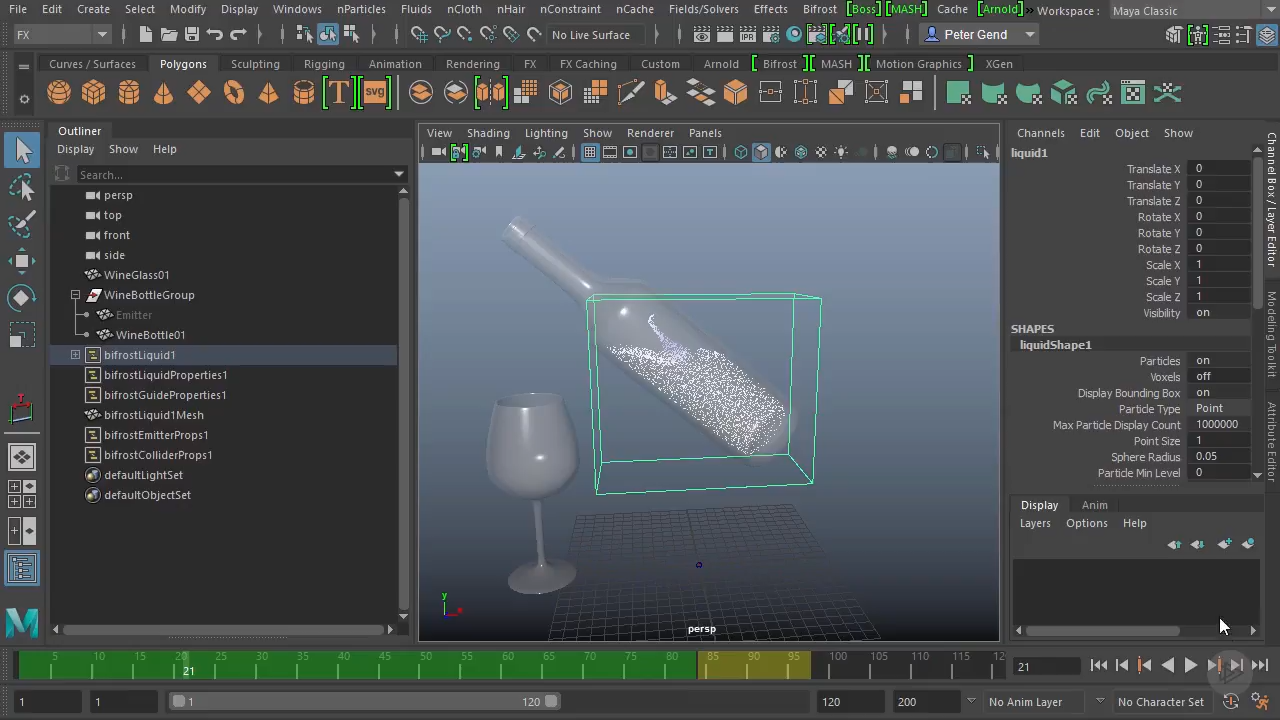 File Edit Create Select Modify Display Windows nParticles Fluids nCloth nHair nConstraint nCache Fields/Solvers Effects Bifrost [Boss] [MASH] Cache [Arnold] Workspace : Maya Classic
FX No Live Surface IPR Peter Gend
Curves / Surfaces Polygons Sculpting Rigging Animation Rendering FX FX Caching Custom Arnold Bifrost MASH Motion Graphics XGen
T svg
Outliner
Display Show Help
Search...
persp
top
front
side
WineGlass01
WineBottleGroup
Emitter
WineBottle01
bifrostLiquid1
bifrostLiquidProperties1
bifrostGuideProperties1
bifrostLiquid1Mesh
bifrostEmitterProps1
bifrostColliderProps1
defaultLightSet
defaultObjectSet
View Shading Lighting Show Renderer Panels
y
persp
Channels Edit Object Show
liquid1
Translate X 0
Translate Y 0
Translate Z 0
Rotate X 0
Rotate Y 0
Rotate Z 0
Scale X 1
Scale Y 1
Scale Z 1
Visibility on
SHAPES
liquidShape1
Particles on
Voxels off
Display Bounding Box on
Particle Type Point
Max Particle Display Count 1000000
Point Size 1
Sphere Radius 0.05
Particle Min Level 0
Display Anim
Layers Options Help
Channel Box / Layer Editor
Modeling Toolkit
Attribute Editor
5 10 15 20 25 30 35 40 45 50 55 60 65 70 75 80 85 90 95 100 105 110 115 12
21 21
1 1 1 120 120 200 No Anim Layer No Character Set